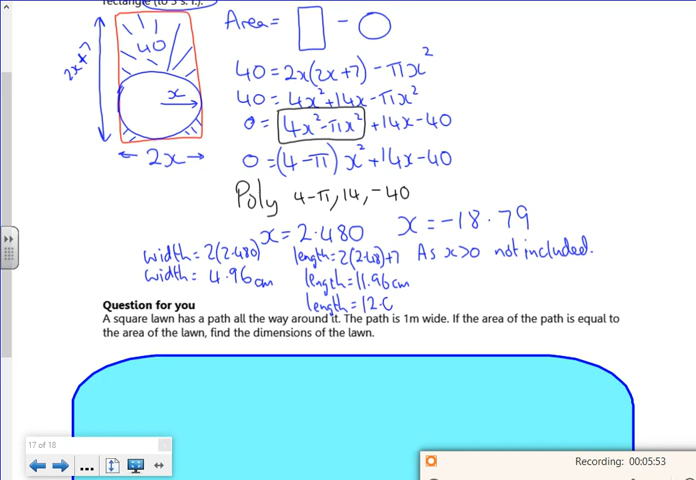 rectangle (to 3 s.f.).
Area= -
2x+7
40
x
2x
40=2x(2x+7)-πx²
40=4x²+14x-πx²
0=4x²-πx²+14x-40
0=(4-π)x²+14x-40
Poly 4-π, 14, -40
x=2.480 x=-18.79
width=2(2.480) length=2(2.48)+7 As x>0 not included.
width=4.96cm length=11.96cm
length=12.0
Question for you
A square lawn has a path all the way around it. The path is 1m wide. If the area of the path is equal to
the area of the lawn, find the dimensions of the lawn.
17 of 18
...
Recording: 00:05:53